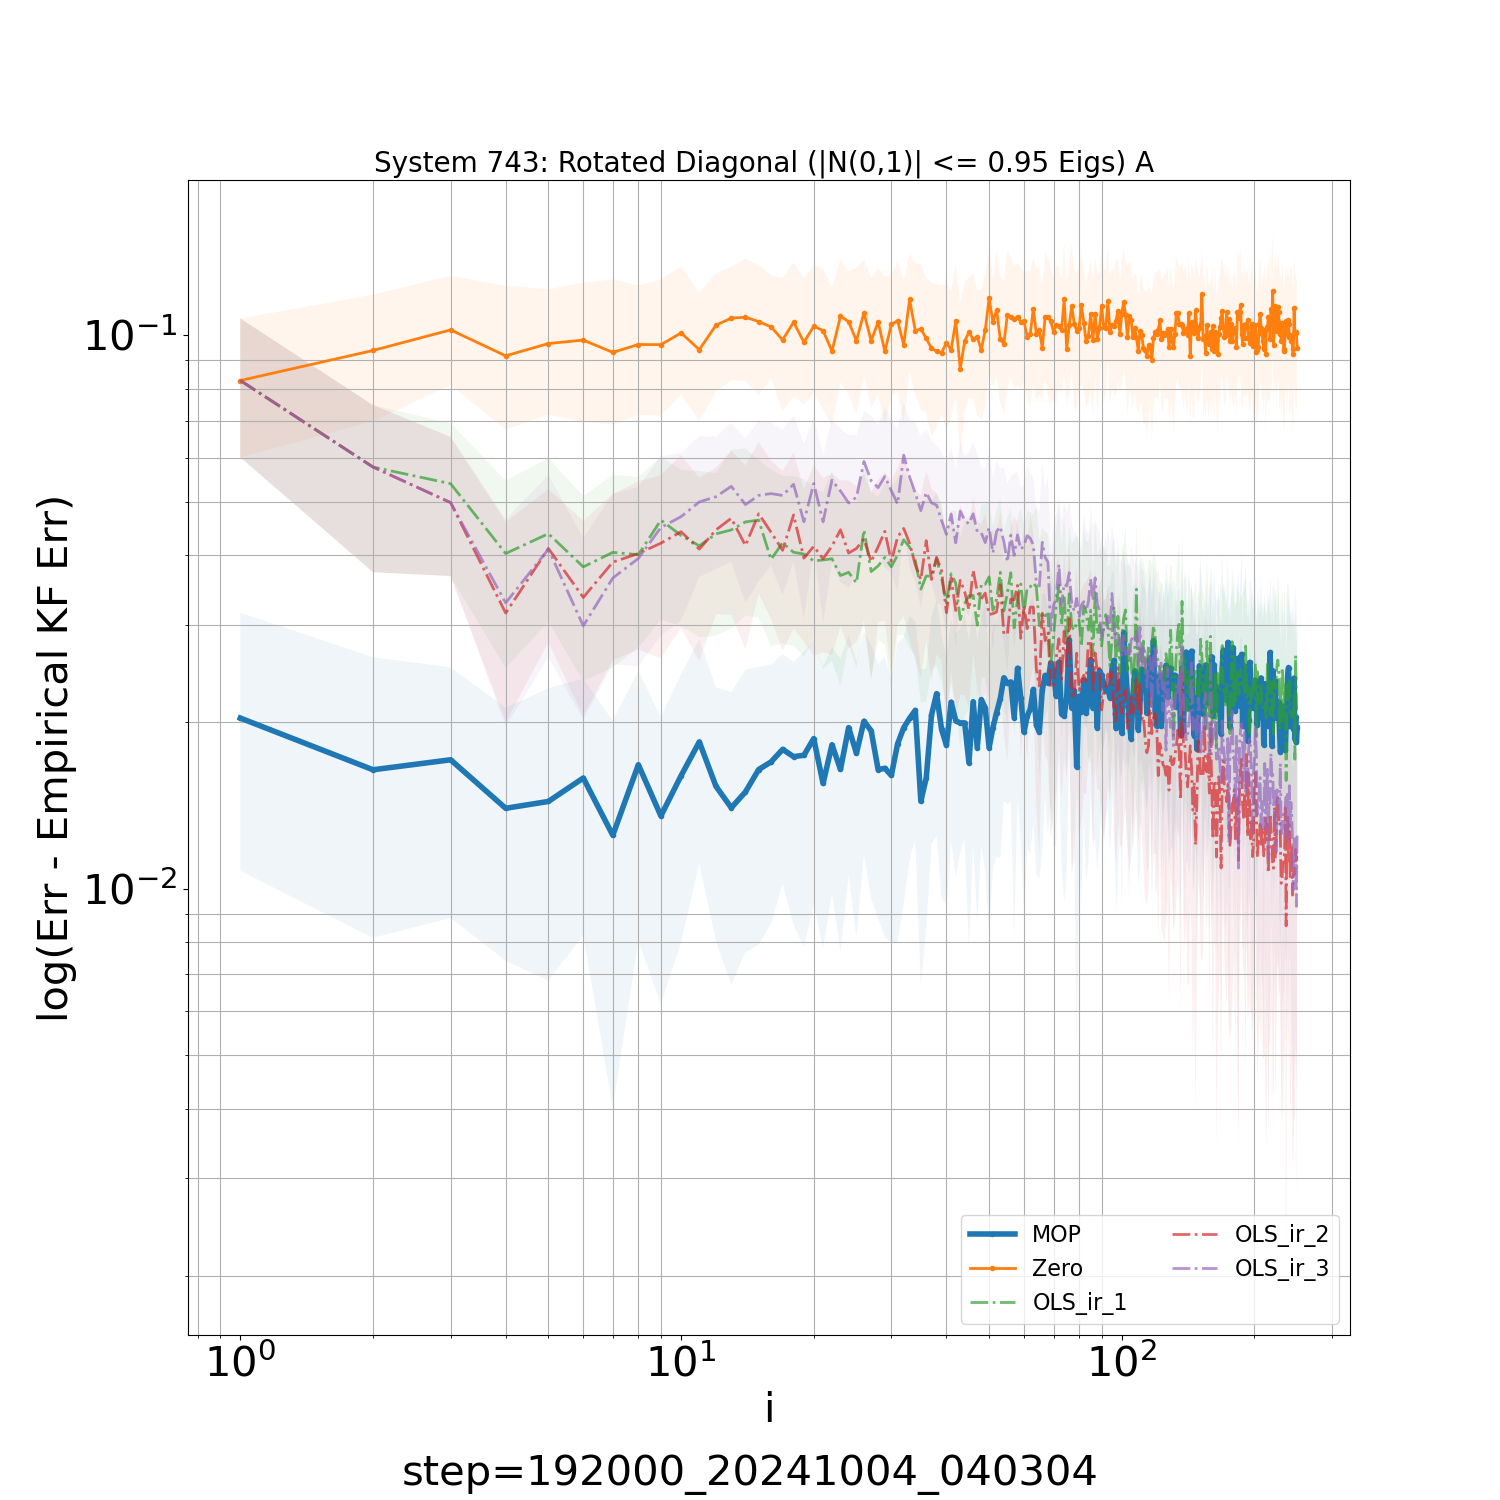 System 743: Rotated Diagonal (|N(0,1)| <= 0.95 Eigs) A
log(Err - Empirical KF Err)
10⁻¹
10⁻²
10⁰
10¹
10²
MOP
Zero
OLS_ir_1
OLS_ir_2
OLS_ir_3
i
step=192000_20241004_040304